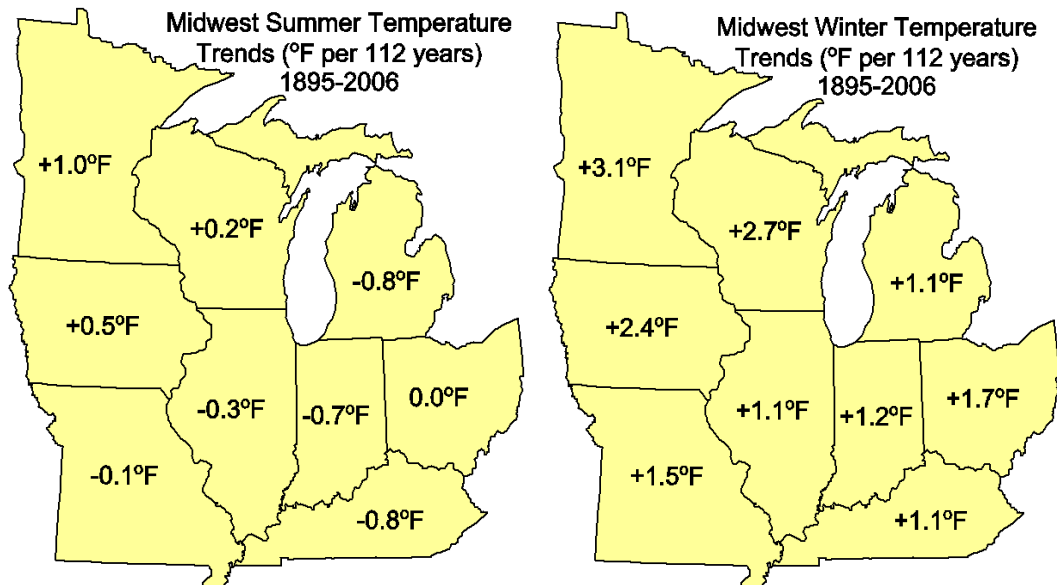 Midwest Summer Temperature
Trends (ºF per 112 years)
1895-2006
+1.0ºF
+0.2ºF
-0.8ºF
+0.5ºF
-0.3ºF
-0.7ºF
0.0ºF
-0.1ºF
-0.8ºF
Midwest Winter Temperature
Trends (ºF per 112 years)
1895-2006
+3.1ºF
+2.7ºF
+1.1ºF
+2.4ºF
+1.1ºF
+1.2ºF
+1.7ºF
+1.5ºF
+1.1ºF